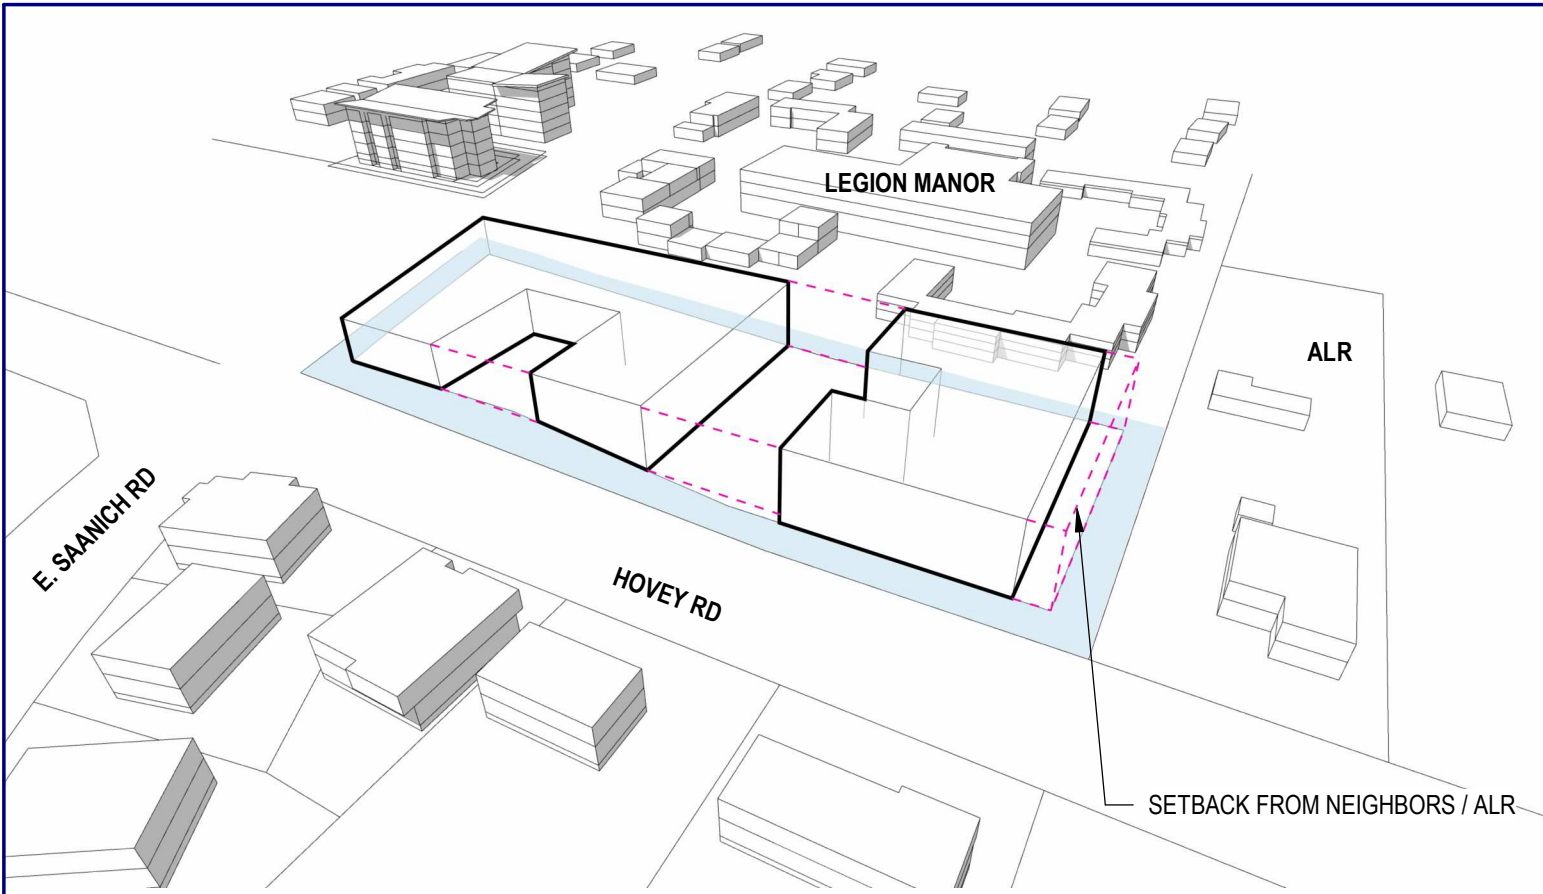 LEGION MANOR
ALR
E. SAANICH RD
HOVEY RD
SETBACK FROM NEIGHBORS / ALR